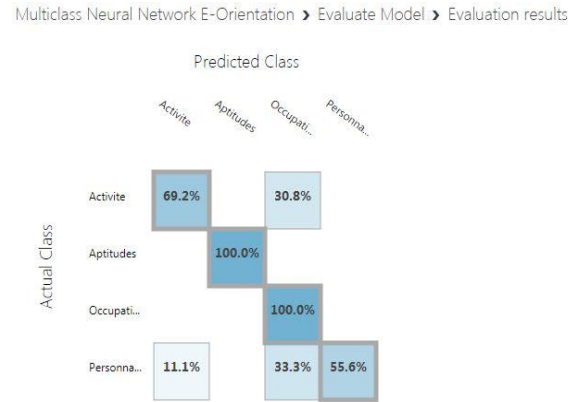 Multiclass Neural Network E-Orientation ❯ Evaluate Model ❯ Evaluation results
Predicted Class
Activite Aptitudes Occupati... Personna...
Actual Class
Activite 69.2% 30.8%
Aptitudes 100.0%
Occupati... 100.0%
Personna... 11.1% 33.3% 55.6%